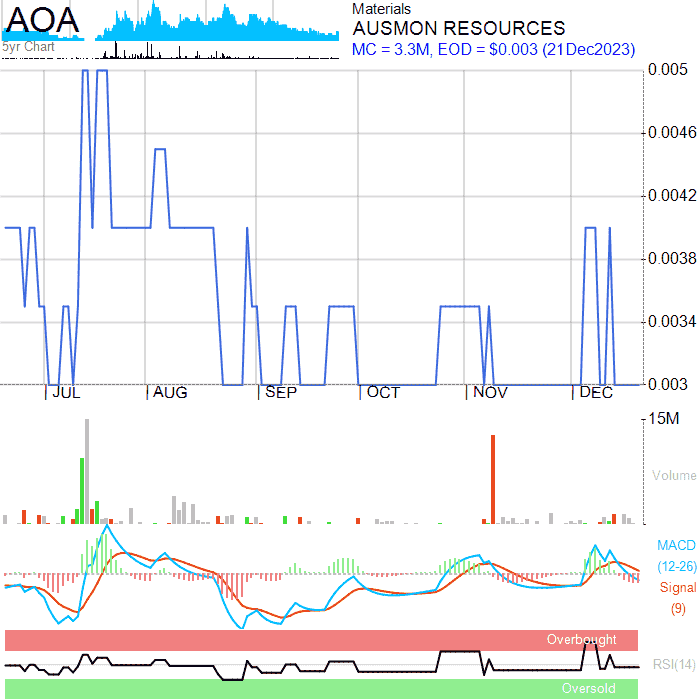 AOA
5yr Chart
Materials
AUSMON RESOURCES
MC = 3.3M, EOD = $0.003 (21Dec2023)
0.005
0.0046
0.0042
0.0038
0.0034
0.003
JUL AUG SEP OCT NOV DEC
15M
Volume
MACD
(12-26)
Signal
(9)
Overbought
RSI(14)
Oversold